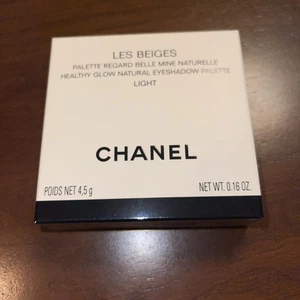 LES BEIGES
PALETTE REGARD BELLE MINE NATURELLE
HEALTHY GLOW NATURAL EYESHADOW PALETTE
LIGHT
CHANEL
POIDS NET 4,5 g NET WT. 0.16 OZ.